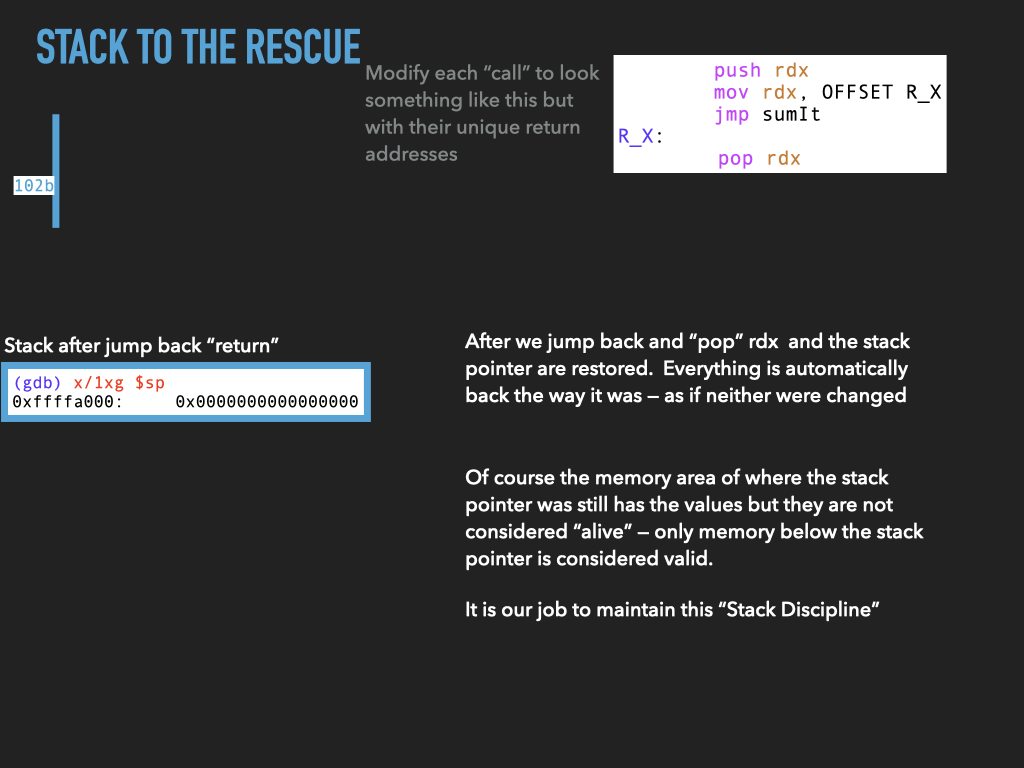 STACK TO THE RESCUE
Modify each “call” to look
something like this but
with their unique return
addresses
push rdx
mov rdx, OFFSET R_X
jmp sumIt
R_X:
pop rdx
102b
Stack after jump back “return”
(gdb) x/1xg $sp
0xffffa000: 0x0000000000000000
After we jump back and “pop” rdx and the stack
pointer are restored. Everything is automatically
back the way it was — as if neither were changed
Of course the memory area of where the stack
pointer was still has the values but they are not
considered “alive” — only memory below the stack
pointer is considered valid.
It is our job to maintain this “Stack Discipline”